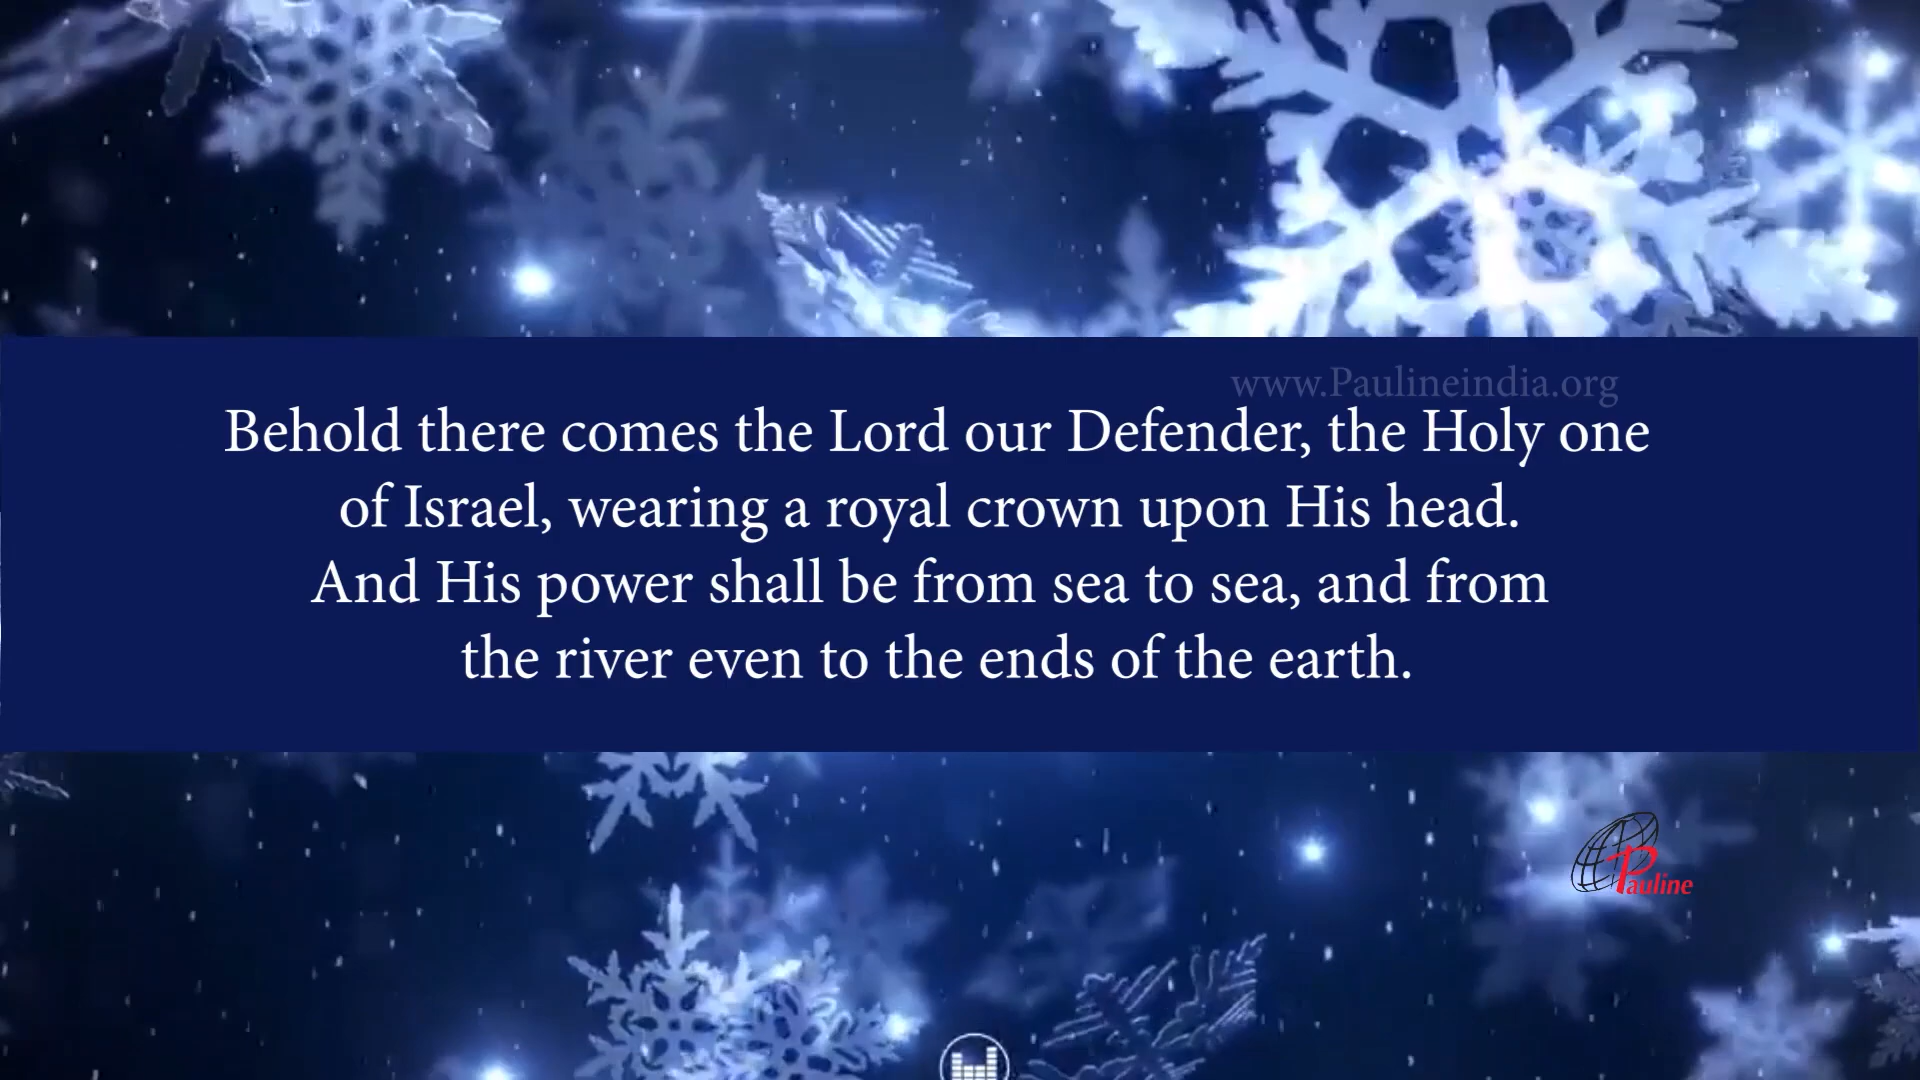 www.Paulineindia.org
Behold there comes the Lord our Defender, the Holy one
of Israel, wearing a royal crown upon His head.
And His power shall be from sea to sea, and from
the river even to the ends of the earth.
Pauline